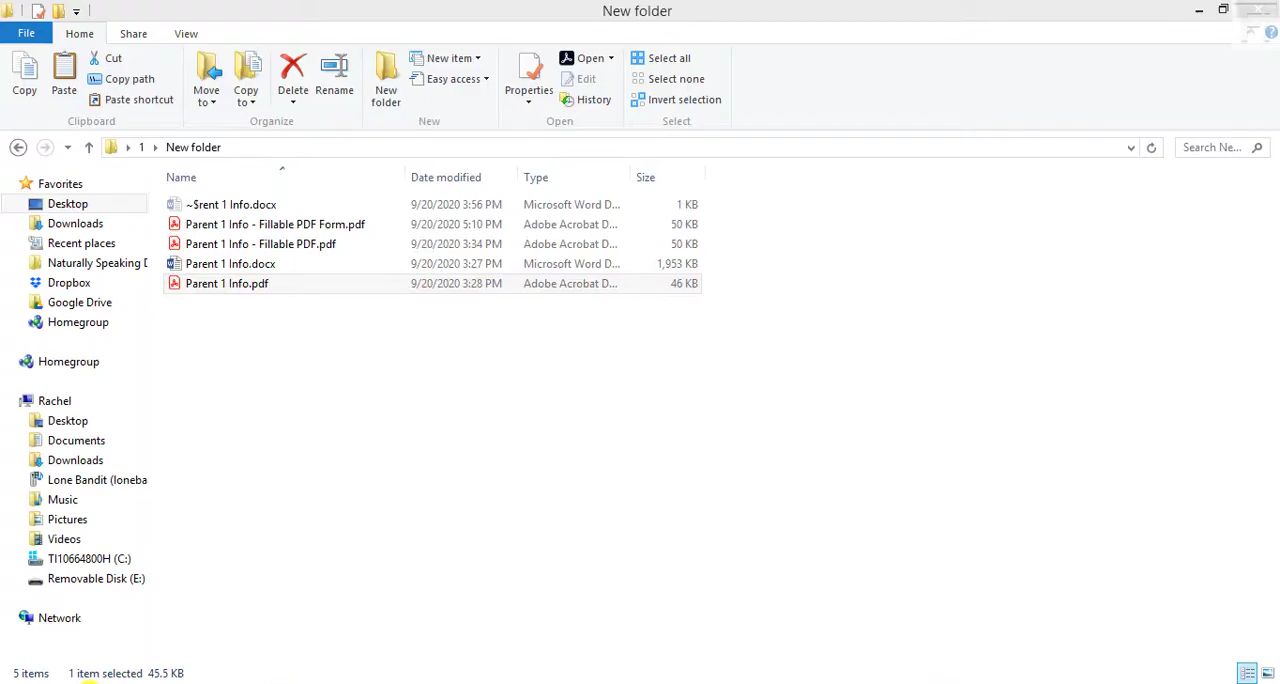 New folder
File Home Share View
Copy
Paste
Cut
Copy path
Paste shortcut
Clipboard
Move to
Copy to
Delete
Rename
Organize
New folder
New item
Easy access
New
Properties
Open
Edit
History
Open
Select all
Select none
Invert selection
Select
1 New folder
Search Ne...
Name Date modified Type Size
~$rent 1 Info.docx 9/20/2020 3:56 PM Microsoft Word D... 1 KB
Parent 1 Info - Fillable PDF Form.pdf 9/20/2020 5:10 PM Adobe Acrobat D... 50 KB
Parent 1 Info - Fillable PDF.pdf 9/20/2020 3:34 PM Adobe Acrobat D... 50 KB
Parent 1 Info.docx 9/20/2020 3:27 PM Microsoft Word D... 1,953 KB
Parent 1 Info.pdf 9/20/2020 3:28 PM Adobe Acrobat D... 46 KB
Favorites
Desktop
Downloads
Recent places
Naturally Speaking D
Dropbox
Google Drive
Homegroup
Homegroup
Rachel
Desktop
Documents
Downloads
Lone Bandit (loneba
Music
Pictures
Videos
TI10664800H (C:)
Removable Disk (E:)
Network
5 items 1 item selected 45.5 KB